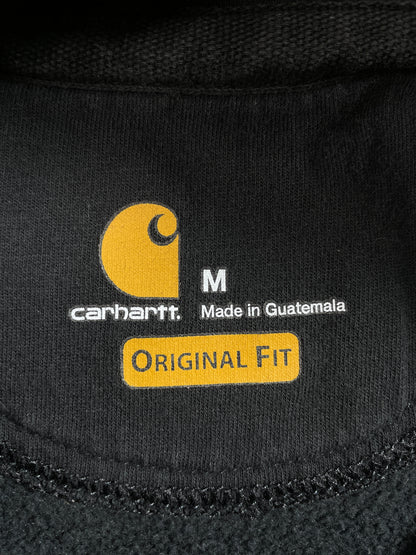 M
carhartt. Made in Guatemala
ORIGINAL FIT